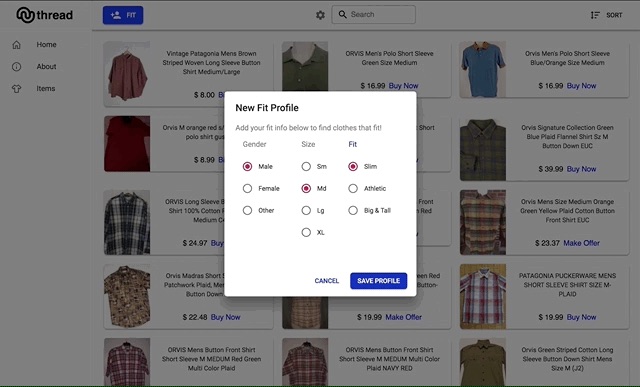 thread
FIT
Search
SORT
Home
About
Items
Vintage Patagonia Mens Brown
Striped Woven Long Sleeve Button
Shirt Medium/Large
$ 8.00 Buy Now
ORVIS Men's Polo Short Sleeve
Green Size Medium
$ 16.99 Buy Now
Orvis Men's Polo Short Sleeve
Blue/Orange Size Medium
$ 16.99 Buy Now
Orvis M orange red s/
polo shirt
$ 8.99
Orvis Signature Collection Green
Blue Plaid Flannel Shirt Sz M
Button Down EUC
$ 39.99 Buy Now
ORVIS Long Sleeve
Shirt 100% Cotton
Medium
$ 24.97
Orvis Mens Size Medium Orange
Green Yellow Plaid Cotton Button
Front Shirt EUC
$ 23.37 Make Offer
Orvis Madras Short
Patchwork Plaid, Mer
Button Down
$ 22.48 Buy Now
Green Red
Button-
$ 19.99 Make Offer
PATAGONIA PUCKERWARE MENS
SHORT SLEEVE SHIRT SIZE M-
PLAID
$ 19.99 Buy Now
ORVIS Mens Button Front Shirt
Short Sleeve M MEDIUM Red Green
Multi Color Plaid
ORVIS Mens Button Front Shirt
Short Sleeve M MEDIUM Multi Color
Plaid NAVY RED
Orvis Green Striped Cotton Long
Sleeve Button Down Shirt Mens
Size M (J2)
New Fit Profile
Add your fit info below to find clothes that fit!
Gender
Male
Female
Other
Size
Sm
Md
Lg
XL
Fit
Slim
Athletic
Big & Tall
CANCEL
SAVE PROFILE